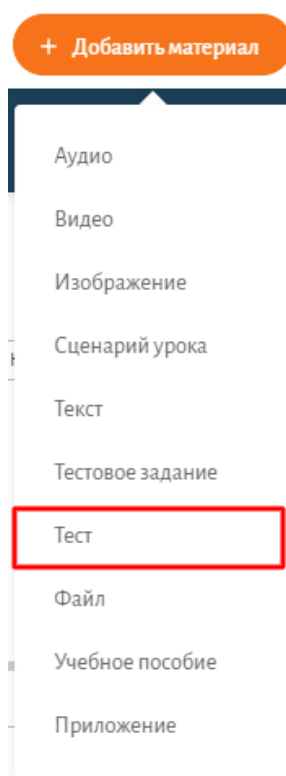 + Добавить материал
Аудио
Видео
Изображение
Сценарий урока
Текст
Тестовое задание
Тест
Файл
Учебное пособие
Приложение